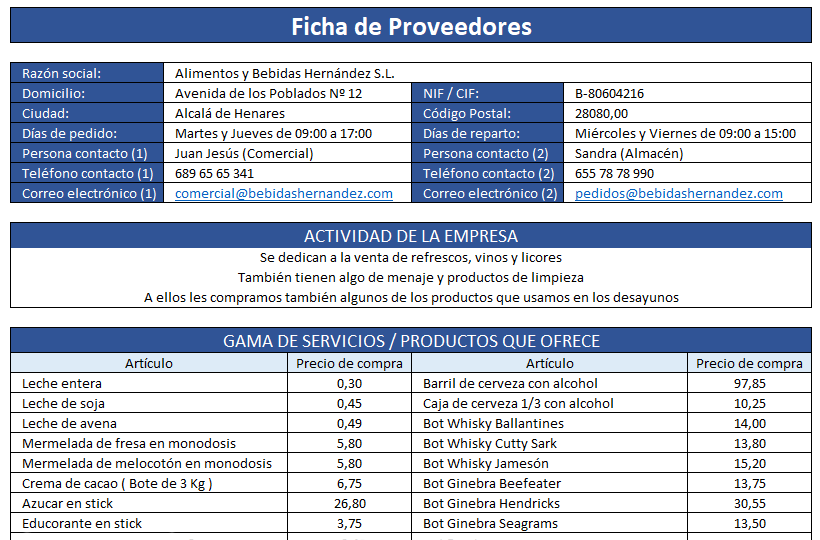 Ficha de Proveedores
Razón social: Alimentos y Bebidas Hernández S.L.
Domicilio: Avenida de los Poblados Nº 12 NIF / CIF: B-80604216
Ciudad: Alcalá de Henares Código Postal: 28080,00
Días de pedido: Martes y Jueves de 09:00 a 17:00 Días de reparto: Miércoles y Viernes de 09:00 a 15:00
Persona contacto (1) Juan Jesús (Comercial) Persona contacto (2) Sandra (Almacén)
Teléfono contacto (1) 689 65 65 341 Teléfono contacto (2) 655 78 78 990
Correo electrónico (1) comercial@bebidashernandez.com Correo electrónico (2) pedidos@bebidashernandez.com
ACTIVIDAD DE LA EMPRESA
Se dedican a la venta de refrescos, vinos y licores
También tienen algo de menaje y productos de limpieza
A ellos les compramos también algunos de los productos que usamos en los desayunos
GAMA DE SERVICIOS / PRODUCTOS QUE OFRECE
Artículo Precio de compra Artículo Precio de compra
Leche entera 0,30 Barril de cerveza con alcohol 97,85
Leche de soja 0,45 Caja de cerveza 1/3 con alcohol 10,25
Leche de avena 0,49 Bot Whisky Ballantines 14,00
Mermelada de fresa en monodosis 5,80 Bot Whisky Cutty Sark 13,80
Mermelada de melocotón en monodosis 5,80 Bot Whisky Jamesón 15,20
Crema de cacao ( Bote de 3 Kg ) 6,75 Bot Ginebra Beefeater 13,75
Azucar en stick 26,80 Bot Ginebra Hendricks 30,55
Educorante en stick 3,75 Bot Ginebra Seagrams 13,50